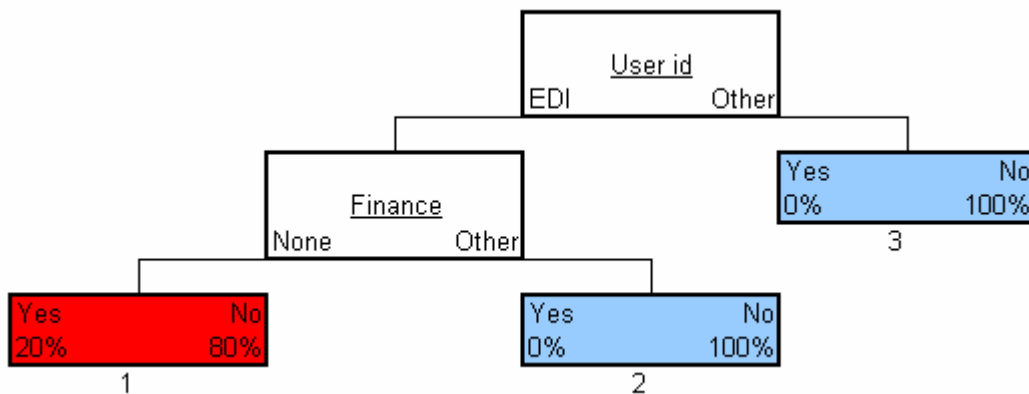 User id
EDI Other
Finance
None Other
Yes No
0% 100%
3
Yes No
20% 80%
1
Yes No
0% 100%
2